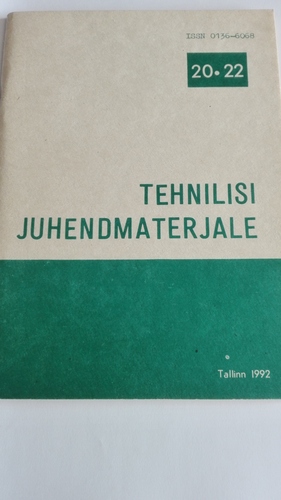 ISSN 0136-6068
20•22
TEHNILISI
JUHENDMATERJALE
Tallinn 1992